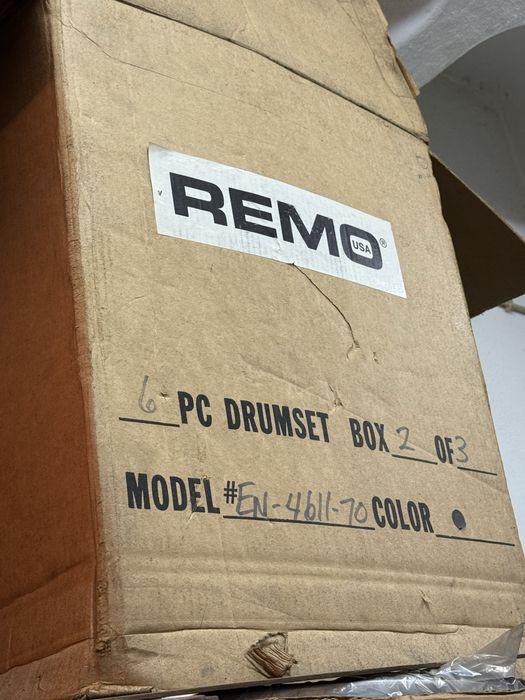 REMO USA®
6 PC DRUMSET BOX 2 OF 3
MODEL # EN-4611-70 COLOR ●